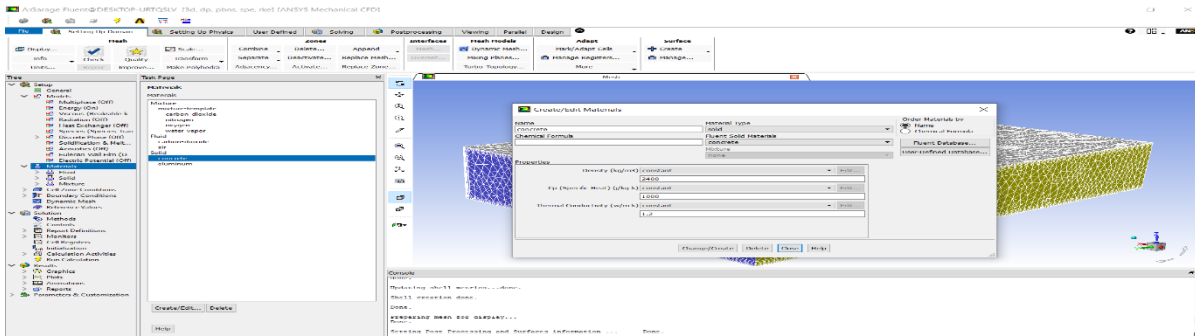 A:Garage Fluent@DESKTOP-URTQSLV [3d, dp, pbns, spe, rke] [ANSYS Mechanical CFD]
File Setting Up Domain Setting Up Physics User Defined Solving Postprocessing Viewing Parallel Design
Mesh Zones Interfaces Mesh Models Adapt Surface
Display... Scale... Combine Delete... Append Mesh... Dynamic Mesh... Mark/Adapt Cells Create
Info Check Quality Transform Separate Deactivate... Replace Mesh... Mixing Planes... Manage Registers... Manage...
Units... Repair Improve... Make Polyhedra Adjacency... Activate... Replace Zone... Turbo Topology... More
Tree
Setup
General
Models
Multiphase (Off)
Energy (On)
Viscous (Realizable k
Radiation (Off)
Heat Exchanger (Off)
Species (Species Tran
Discrete Phase (Off)
Solidification & Melt...
Acoustics (Off)
Eulerian Wall Film (O
Electric Potential (Off)
Materials
Fluid
Solid
Mixture
Cell Zone Conditions
Boundary Conditions
Dynamic Mesh
Reference Values
Solution
Methods
Controls
Report Definitions
Monitors
Cell Registers
Initialization
Calculation Activities
Run Calculation
Results
Graphics
Plots
Animations
Reports
Parameters & Customization
Task Page
Materials
Materials
Mixture
mixture-template
carbon-dioxide
nitrogen
oxygen
water-vapor
Fluid
carbon-dioxide
air
Solid
concrete
aluminum
Create/Edit... Delete
Help
Mesh
Create/Edit Materials
Name
concrete
Chemical Formula
Material Type
solid
Fluent Solid Materials
concrete
Mixture
none
Order Materials by
Name
Chemical Formula
Fluent Database...
User-Defined Database...
Properties
Density (kg/m3) constant Edit...
2400
Cp (Specific Heat) (j/kg-k) constant Edit...
1000
Thermal Conductivity (w/m-k) constant Edit...
Change/Create Delete Close Help
Console
Done.
Updating shell meshes...done.
Shell creation done.
Done.
Preparing mesh for display...
Done.
Setting Post Processing and Surfaces information ... Done.